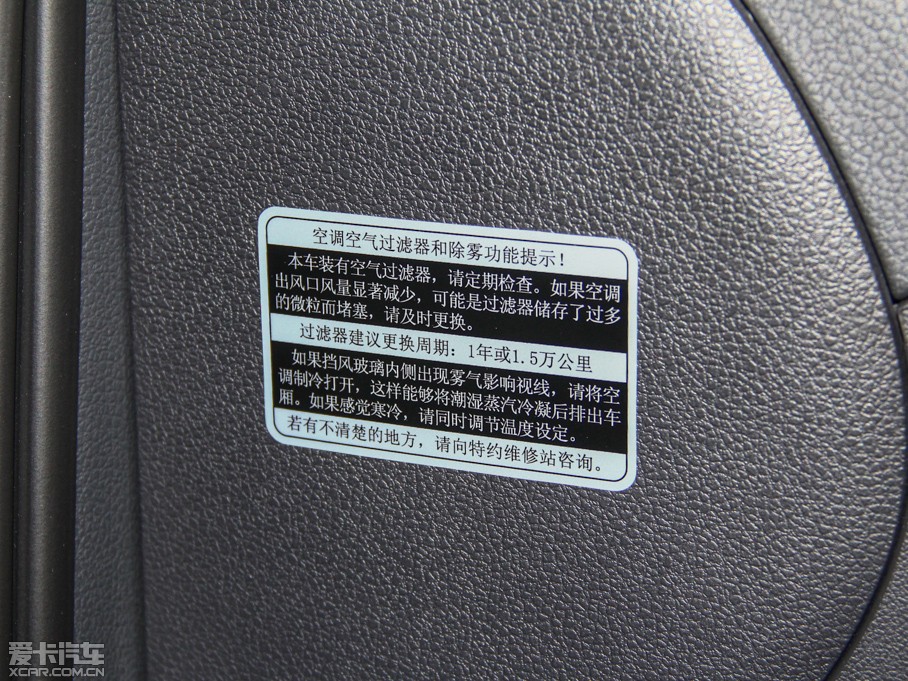 空调空气过滤器和除雾功能提示！
本车装有空气过滤器，请定期检查。如果空调
出风口风量显著减少，可能是过滤器储存了过多
的微粒而堵塞，请及时更换。
过滤器建议更换周期：1年或1.5万公里
如果挡风玻璃内侧出现雾气影响视线，请将空
调制冷打开，这样能够将潮湿蒸汽冷凝后排出车
厢。如果感觉寒冷，请同时调节温度设定。
若有不清楚的地方，请向特约维修站咨询。
爱卡汽车
XCAR.COM.CN